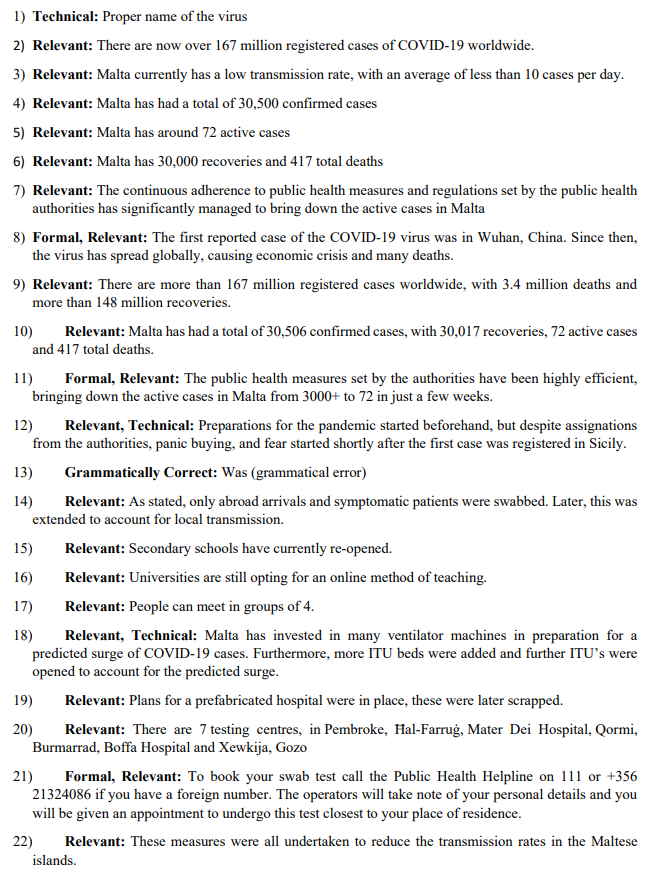 1) Technical: Proper name of the virus
2) Relevant: There are now over 167 million registered cases of COVID-19 worldwide.
3) Relevant: Malta currently has a low transmission rate, with an average of less than 10 cases per day.
4) Relevant: Malta has had a total of 30,500 confirmed cases
5) Relevant: Malta has around 72 active cases
6) Relevant: Malta has 30,000 recoveries and 417 total deaths
7) Relevant: The continuous adherence to public health measures and regulations set by the public health
authorities has significantly managed to bring down the active cases in Malta
8) Formal, Relevant: The first reported case of the COVID-19 virus was in Wuhan, China. Since then,
the virus has spread globally, causing economic crisis and many deaths.
9) Relevant: There are more than 167 million registered cases worldwide, with 3.4 million deaths and
more than 148 million recoveries.
10) Relevant: Malta has had a total of 30,506 confirmed cases, with 30,017 recoveries, 72 active cases
and 417 total deaths.
11) Formal, Relevant: The public health measures set by the authorities have been highly efficient,
bringing down the active cases in Malta from 3000+ to 72 in just a few weeks.
12) Relevant, Technical: Preparations for the pandemic started beforehand, but despite assignations
from the authorities, panic buying, and fear started shortly after the first case was registered in Sicily.
13) Grammatically Correct: Was (grammatical error)
14) Relevant: As stated, only abroad arrivals and symptomatic patients were swabbed. Later, this was
extended to account for local transmission.
15) Relevant: Secondary schools have currently re-opened.
16) Relevant: Universities are still opting for an online method of teaching.
17) Relevant: People can meet in groups of 4.
18) Relevant, Technical: Malta has invested in many ventilator machines in preparation for a
predicted surge of COVID-19 cases. Furthermore, more ITU beds were added and further ITU’s were
opened to account for the predicted surge.
19) Relevant: Plans for a prefabricated hospital were in place, these were later scrapped.
20) Relevant: There are 7 testing centres, in Pembroke, Ħal-Farruġ, Mater Dei Hospital, Qormi,
Burmarrad, Boffa Hospital and Xewkija, Gozo
21) Formal, Relevant: To book your swab test call the Public Health Helpline on 111 or +356
21324086 if you have a foreign number. The operators will take note of your personal details and you
will be given an appointment to undergo this test closest to your place of residence.
22) Relevant: These measures were all undertaken to reduce the transmission rates in the Maltese
islands.